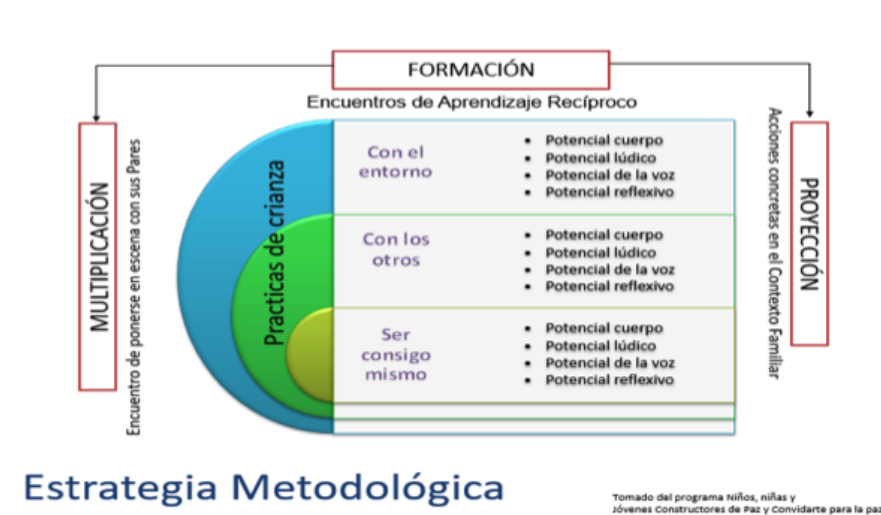 FORMACIÓN
Encuentros de Aprendizaje Recíproco
MULTIPLICACIÓN
Encuentro de ponerse en escena con sus Pares
Practicas de crianza
Con el
entorno
• Potencial cuerpo
• Potencial lúdico
• Potencial de la voz
• Potencial reflexivo
Con los
otros
• Potencial cuerpo
• Potencial lúdico
• Potencial de la voz
• Potencial reflexivo
Ser
consigo
mismo
• Potencial cuerpo
• Potencial lúdico
• Potencial de la voz
• Potencial reflexivo
Acciones concretas en el Contexto Familiar
PROYECCIÓN
Estrategia Metodológica
Tomado del programa Niños, niñas y
Jóvenes Constructores de Paz y Convidarte para la paz